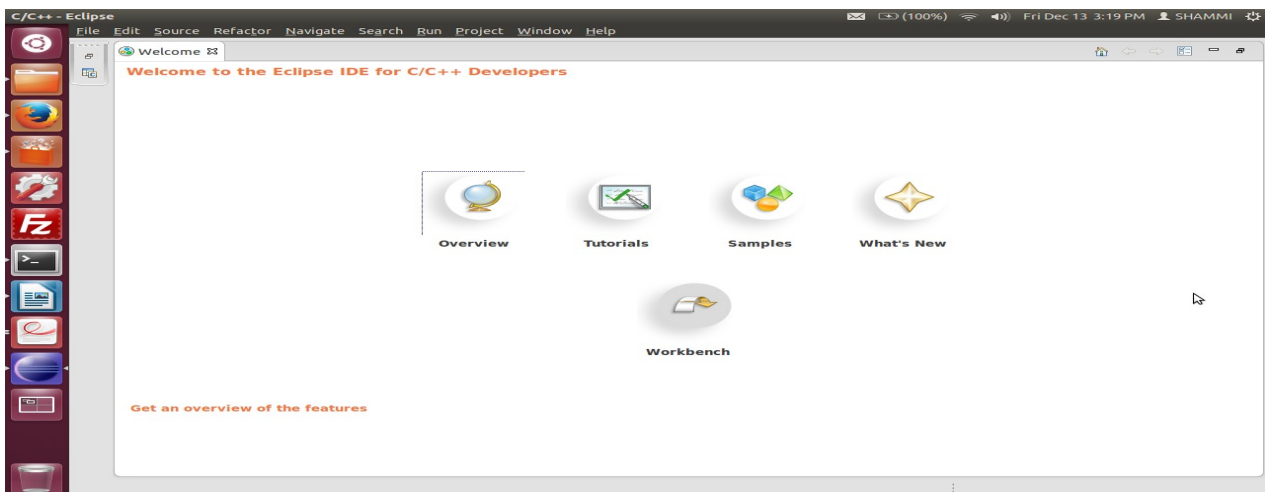 C/C++ - Eclipse (100%) Fri Dec 13 3:19 PM SHAMMI
File Edit Source Refactor Navigate Search Run Project Window Help
Welcome
Welcome to the Eclipse IDE for C/C++ Developers
Overview Tutorials Samples What's New
Workbench
Get an overview of the features
Fz
>_